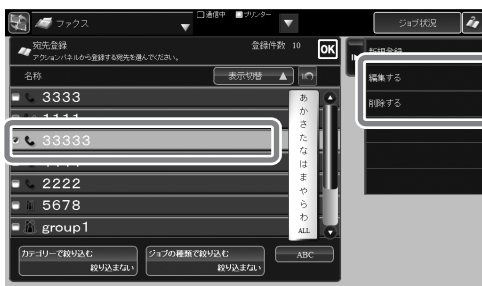 ファクス
送信中 プリンター
ジョブ状況
宛先登録
登録件数 10
OK
アクションパネルから登録する宛先を選んでください。
新規登録
名称
表示切替
編集する
削除する
3333
1111
33333
2222
5678
group1
あ
か
さ
た
な
は
ま
や
ら
わ
ALL
カテゴリーで絞り込む
絞り込まない
ジョブの種類で絞り込む
絞り込まない
ABC